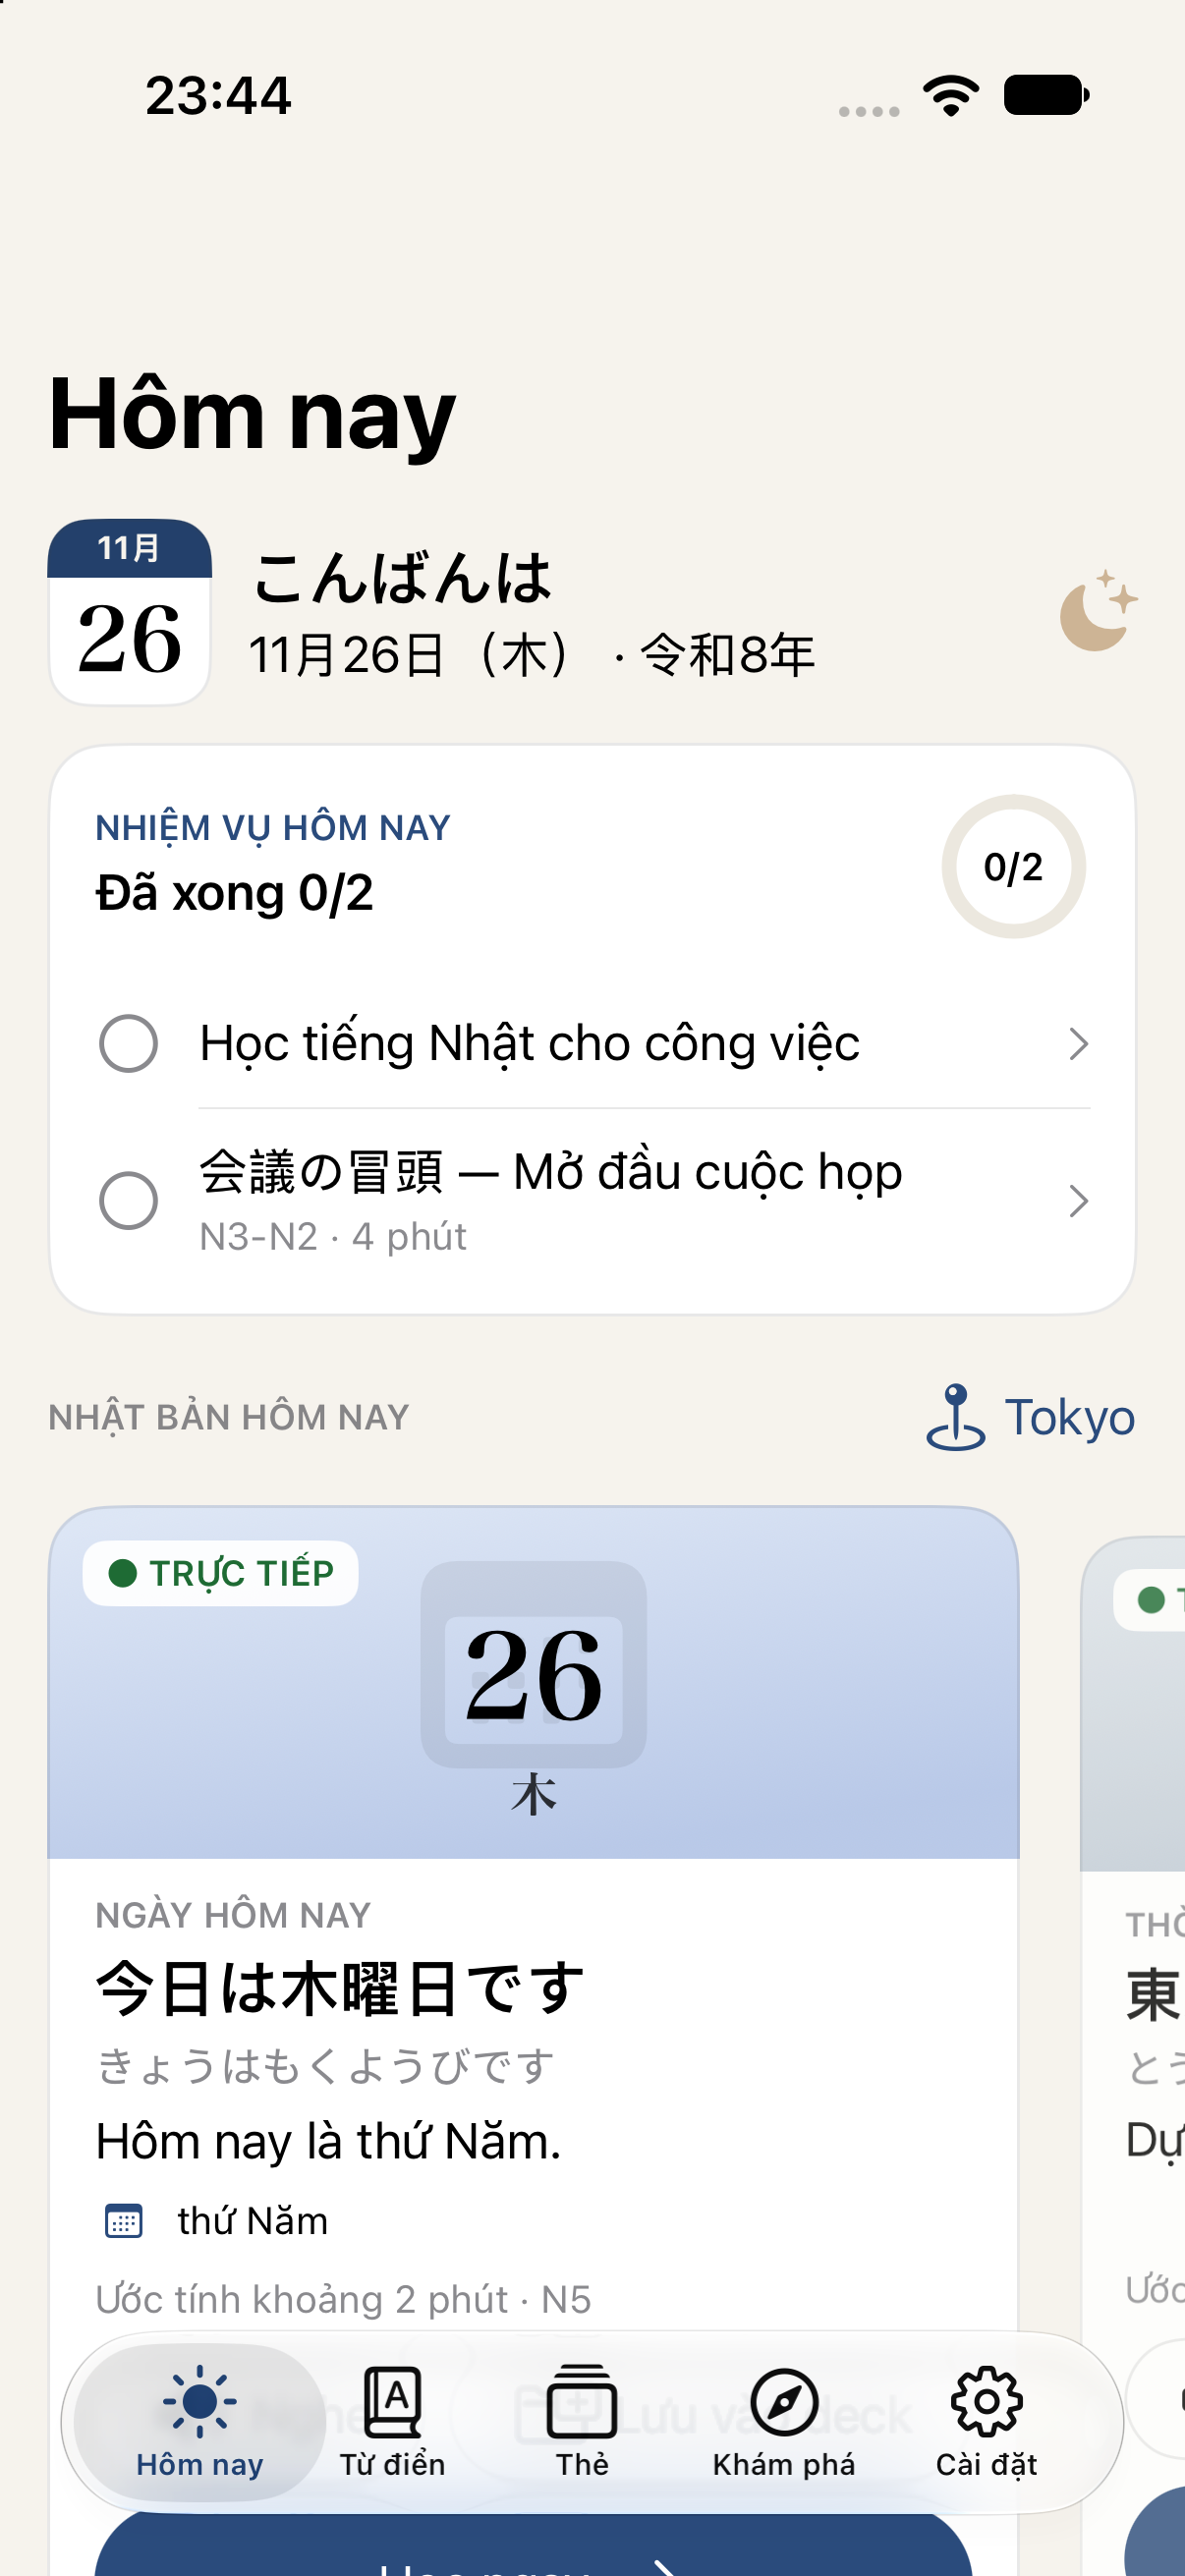 23:44
Hôm nay
11月
26
こんばんは
11月26日（木） · 令和8年
NHIỆM VỤ HÔM NAY
Đã xong 0/2
0/2
Học tiếng Nhật cho công việc
会議の冒頭 — Mở đầu cuộc họp
N3-N2 · 4 phút
NHẬT BẢN HÔM NAY
Tokyo
TRỰC TIẾP
26
木
NGÀY HÔM NAY
今日は木曜日です
きょうはもくようびです
Hôm nay là thứ Năm.
thứ Năm
Ước tính khoảng 2 phút · N5
東
Lưu và deck
Hôm nay
Từ điển
Thẻ
Khám phá
Cài đặt